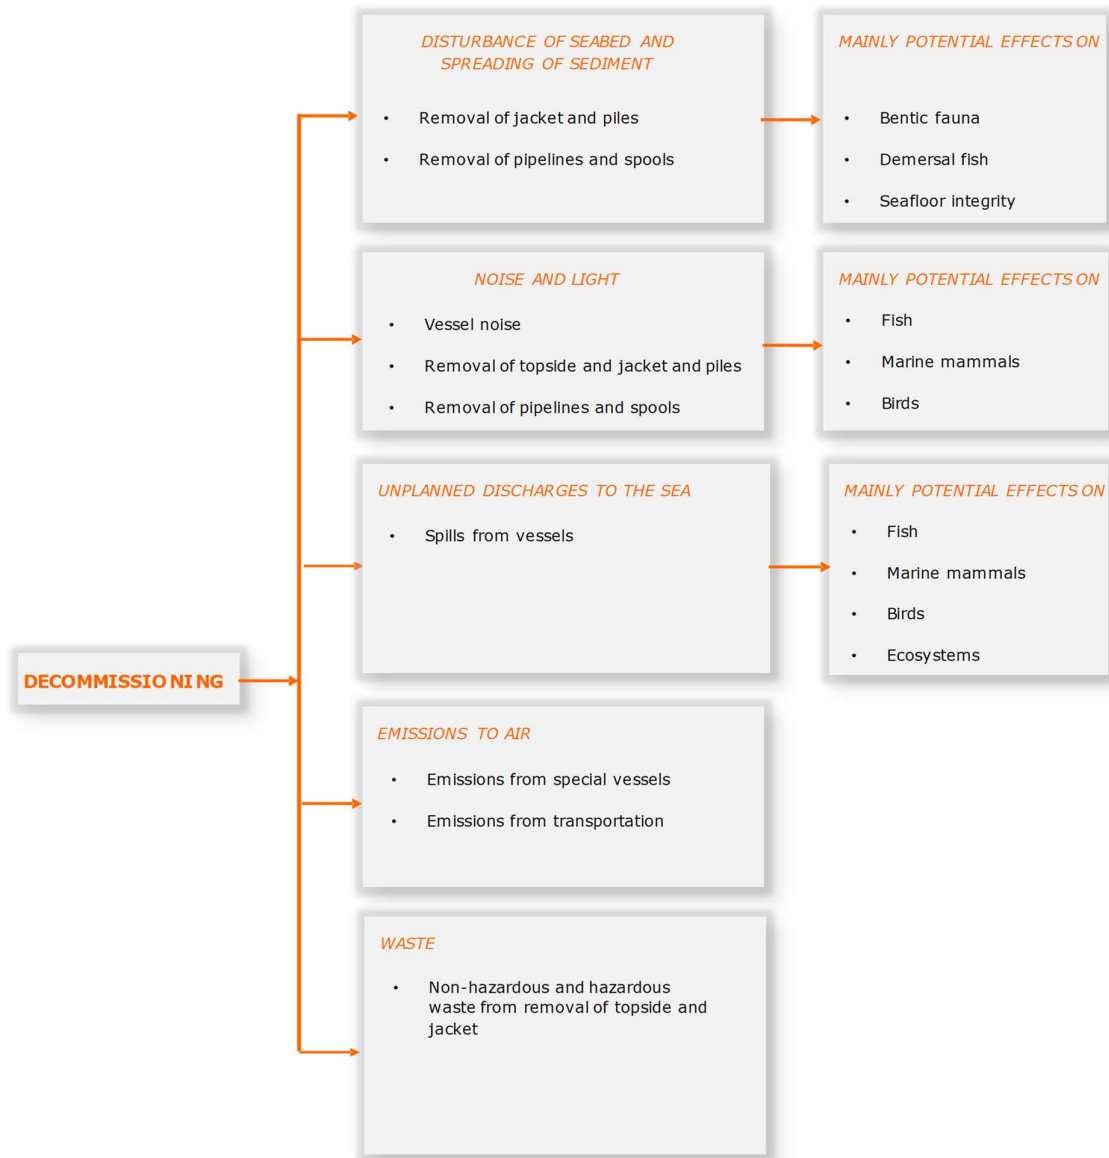 DISTURBANCE OF SEABED AND
SPREADING OF SEDIMENT
• Removal of jacket and piles
• Removal of pipelines and spools
MAINLY POTENTIAL EFFECTS ON
• Bentic fauna
• Demersal fish
• Seafloor integrity
NOISE AND LIGHT
• Vessel noise
• Removal of topside and jacket and piles
• Removal of pipelines and spools
MAINLY POTENTIAL EFFECTS ON
• Fish
• Marine mammals
• Birds
UNPLANNED DISCHARGES TO THE SEA
• Spills from vessels
MAINLY POTENTIAL EFFECTS ON
• Fish
• Marine mammals
• Birds
• Ecosystems
DECOMMISSIONING
EMISSIONS TO AIR
• Emissions from special vessels
• Emissions from transportation
WASTE
• Non-hazardous and hazardous
waste from removal of topside and
jacket